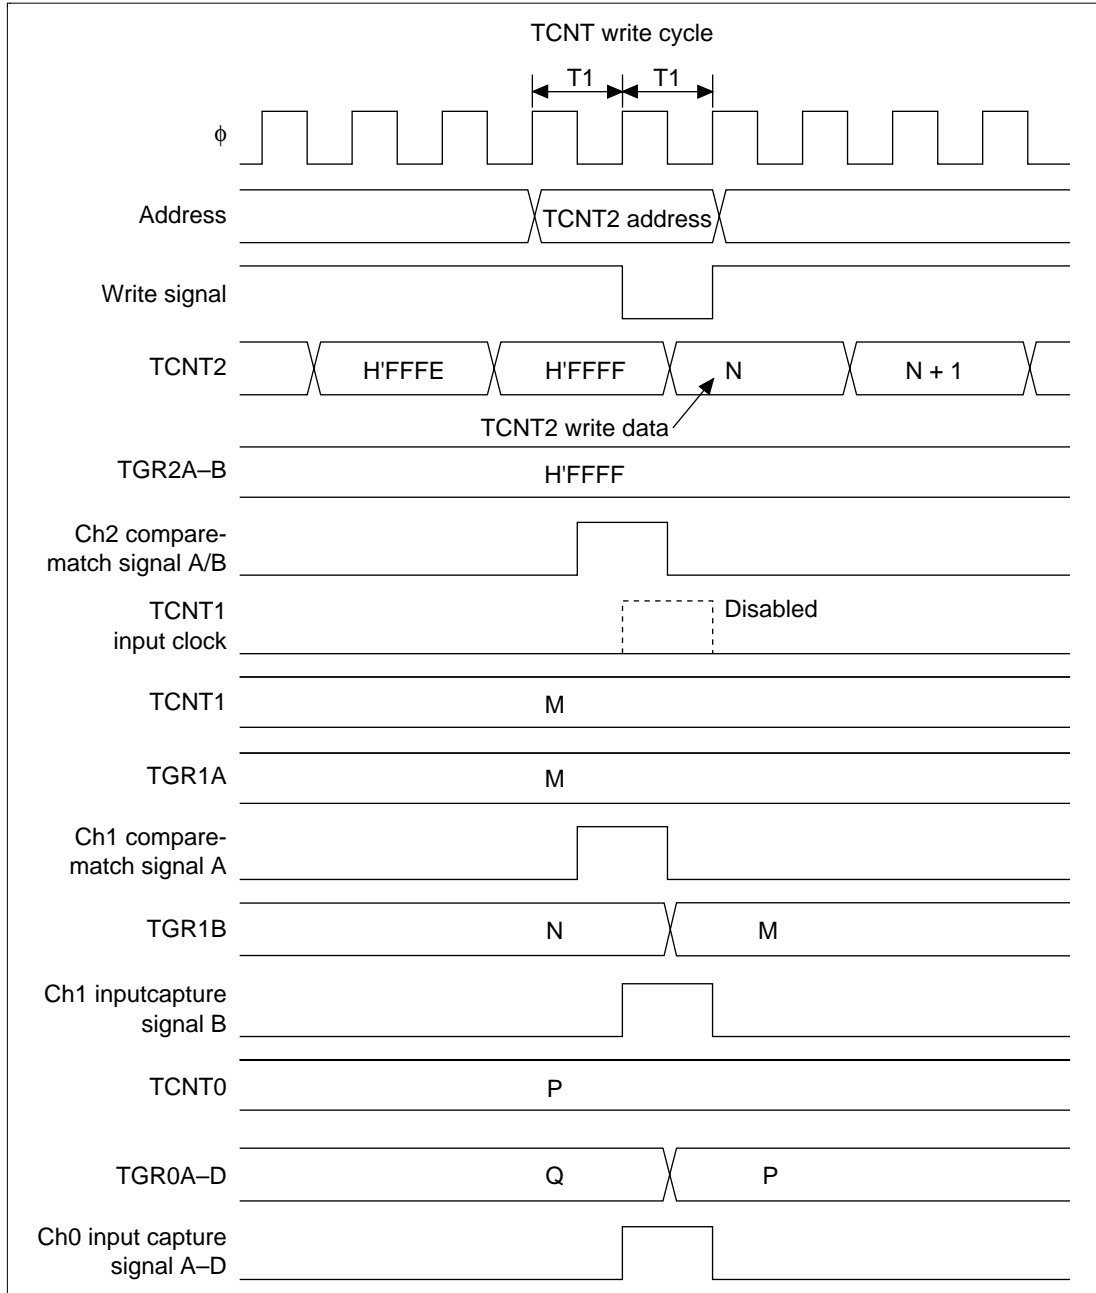 TCNT write cycle
T1 T1
ϕ
Address
TCNT2 address
Write signal
TCNT2
H'FFFE H'FFFF N N + 1
TCNT2 write data
TGR2A–B
H'FFFF
Ch2 compare-
match signal A/B
TCNT1
input clock
Disabled
TCNT1
M
TGR1A
M
Ch1 compare-
match signal A
TGR1B
N M
Ch1 inputcapture
signal B
TCNT0
P
TGR0A–D
Q P
Ch0 input capture
signal A–D